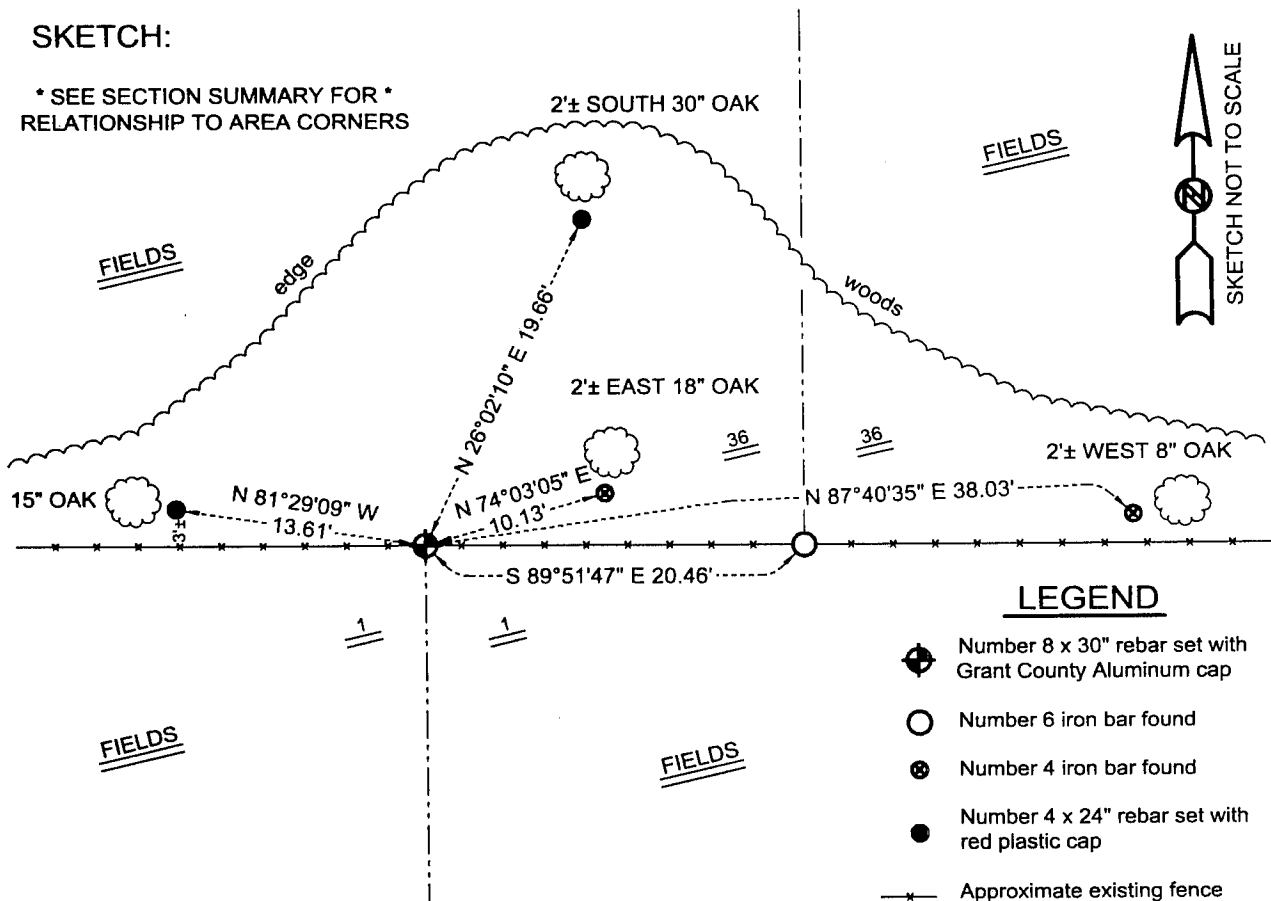 SKETCH:
* SEE SECTION SUMMARY FOR *
RELATIONSHIP TO AREA CORNERS
2'± SOUTH 30" OAK
FIELDS
SKETCH NOT TO SCALE
N
FIELDS
edge
woods
N 26°02'10" E 19.66'
2'± EAST 18" OAK
36
36
2'± WEST 8" OAK
15" OAK
N 81°29'09" W
13.61'
3'±
N 74°03'05" E
10.13'
N 87°40'35" E 38.03'
S 89°51'47" E 20.46'
1
1
FIELDS
FIELDS
LEGEND
Number 8 x 30" rebar set with
Grant County Aluminum cap
Number 6 iron bar found
Number 4 iron bar found
Number 4 x 24" rebar set with
red plastic cap
Approximate existing fence